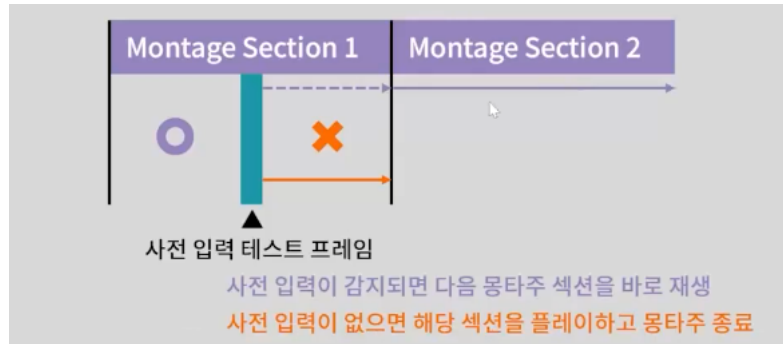 Montage Section 1
Montage Section 2
사전 입력 테스트 프레임
사전 입력이 감지되면 다음 몽타주 섹션을 바로 재생
사전 입력이 없으면 해당 섹션을 플레이하고 몽타주 종료